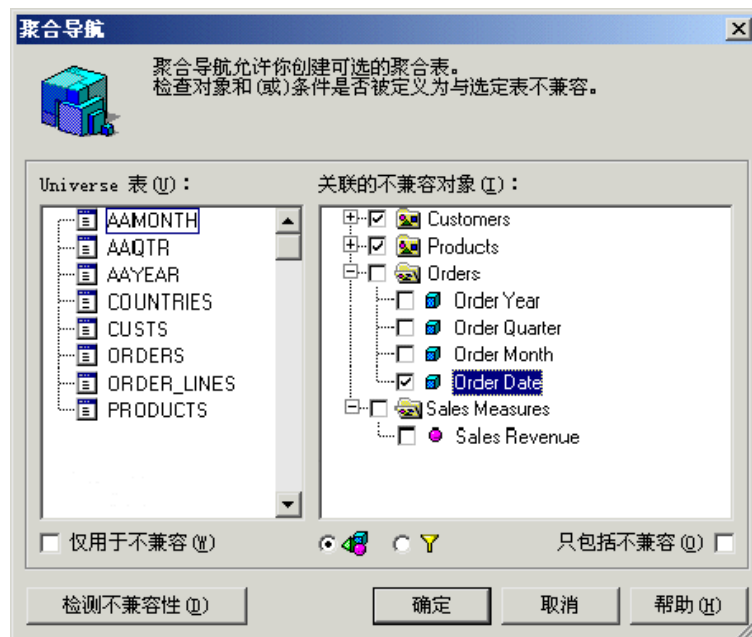 聚合导航
聚合导航允许你创建可选的聚合表。
检查对象和(或)条件是否被定义为与选定表不兼容。
Universe 表(U):
关联的不兼容对象(I):
AAMONTH
AAQTR
AAYEAR
COUNTRIES
CUSTS
ORDERS
ORDER_LINES
PRODUCTS
Customers
Products
Orders
Order Year
Order Quarter
Order Month
Order Date
Sales Measures
Sales Revenue
仅用于不兼容(W)
只包括不兼容(O)
检测不兼容性(D)
确定
取消
帮助(H)